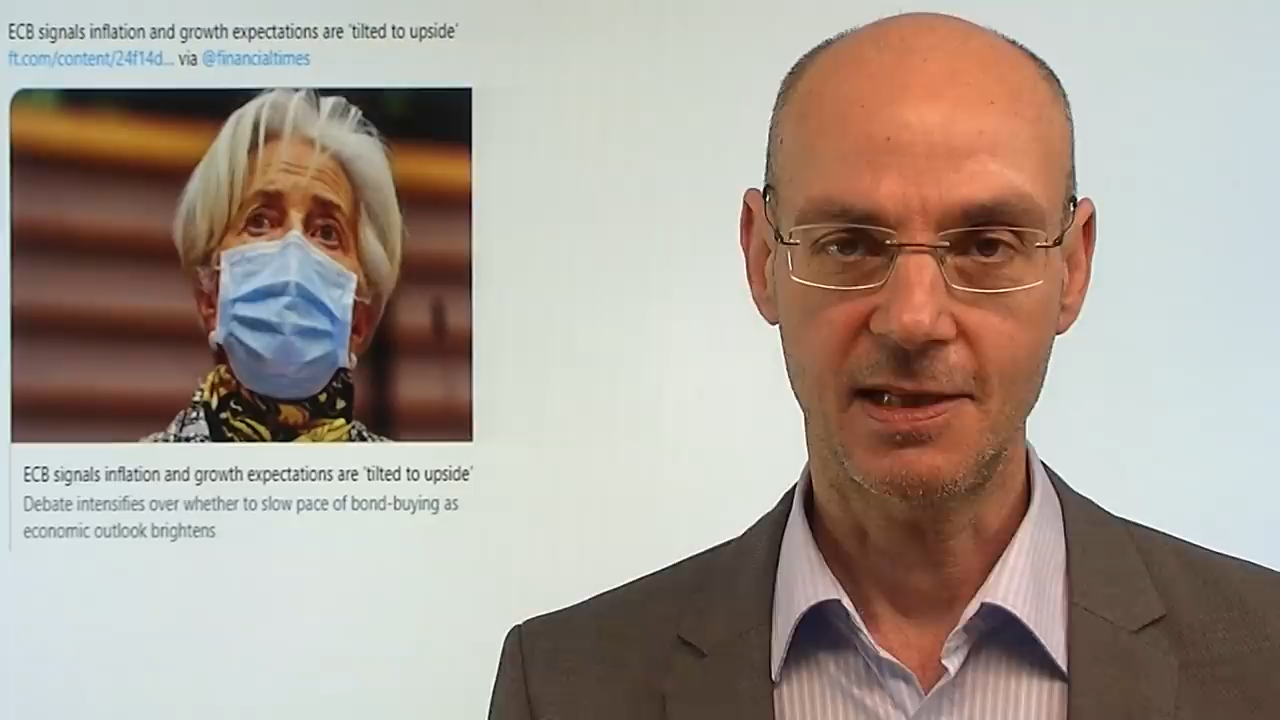 ECB signals inflation and growth expectations are 'tilted to upside'
ft.com/content/24f14d... via @financialtimes
ECB signals inflation and growth expectations are 'tilted to upside'
Debate intensifies over whether to slow pace of bond-buying as
economic outlook brightens